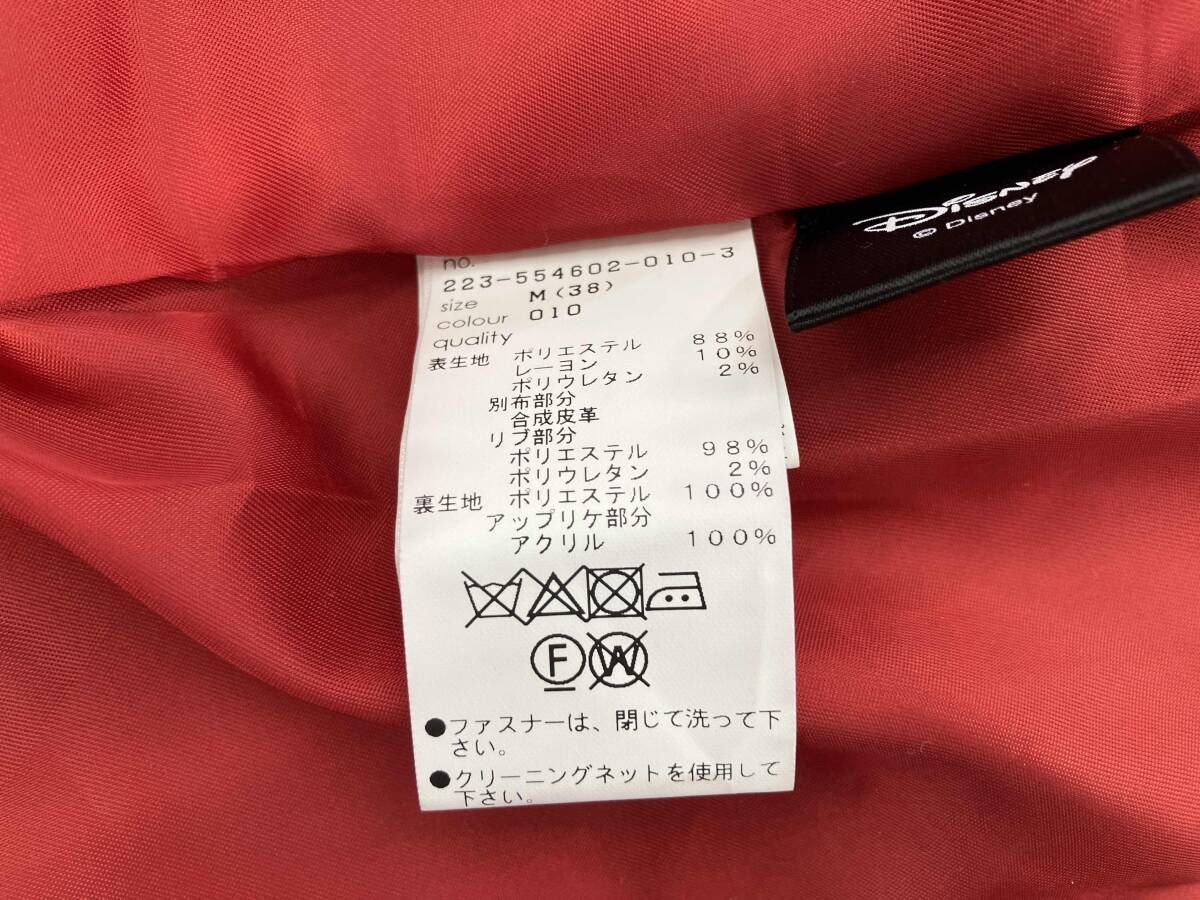 no.
223-554602-010-3
size M(38)
colour 010
quality
表生地 ポリエステル 88%
レーヨン 10%
ポリウレタン 2%
別布部分
合成皮革
リブ部分
ポリエステル 98%
ポリウレタン 2%
裏生地 ポリエステル 100%
アップリケ部分
アクリル 100%
F W
●ファスナーは、閉じて洗って下
さい。
●クリーニングネットを使用して
下さい。
Disney
© Disney